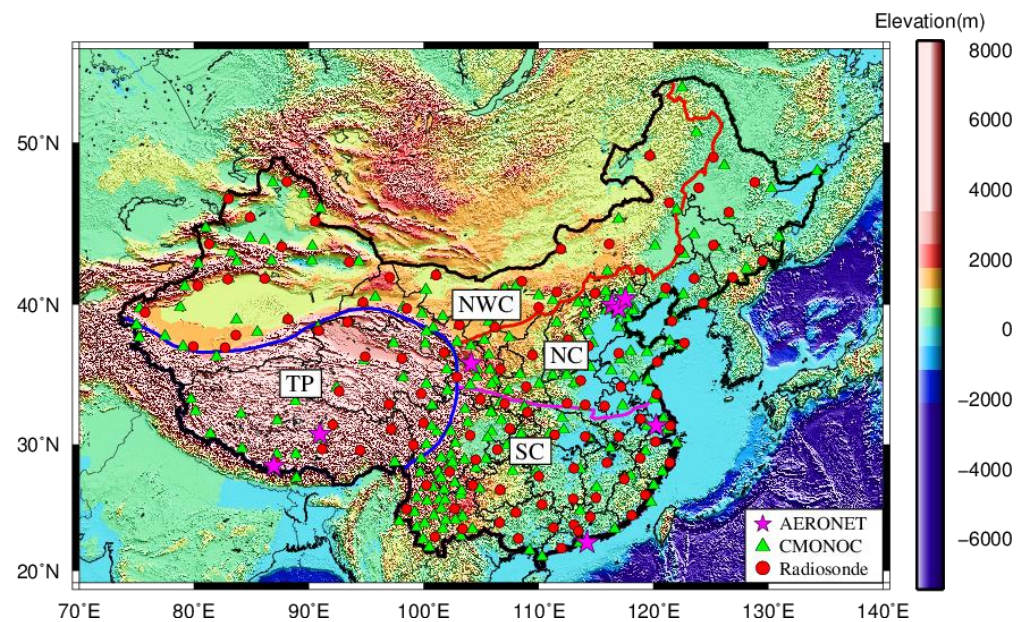 Elevation(m)
8000
6000
4000
2000
0
−2000
−4000
−6000
50°N
40°N
30°N
20°N
NWC
NC
TP
SC
AERONET
CMONOC
Radiosonde
70°E 80°E 90°E 100°E 110°E 120°E 130°E 140°E